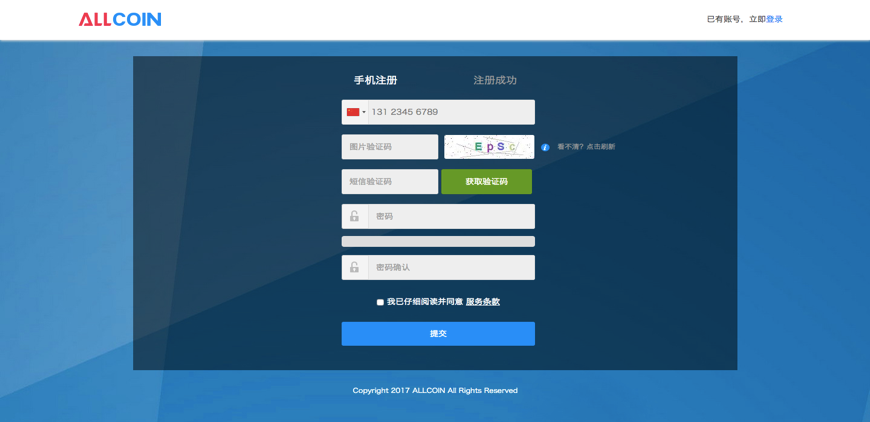 ALLCOIN
已有账号，立即登录
手机注册 注册成功
131 2345 6789
图片验证码 EpSc 看不清？点击刷新
短信验证码 获取验证码
密码
密码确认
我已仔细阅读并同意 服务条款
提交
Copyright 2017 ALLCOIN All Rights Reserved